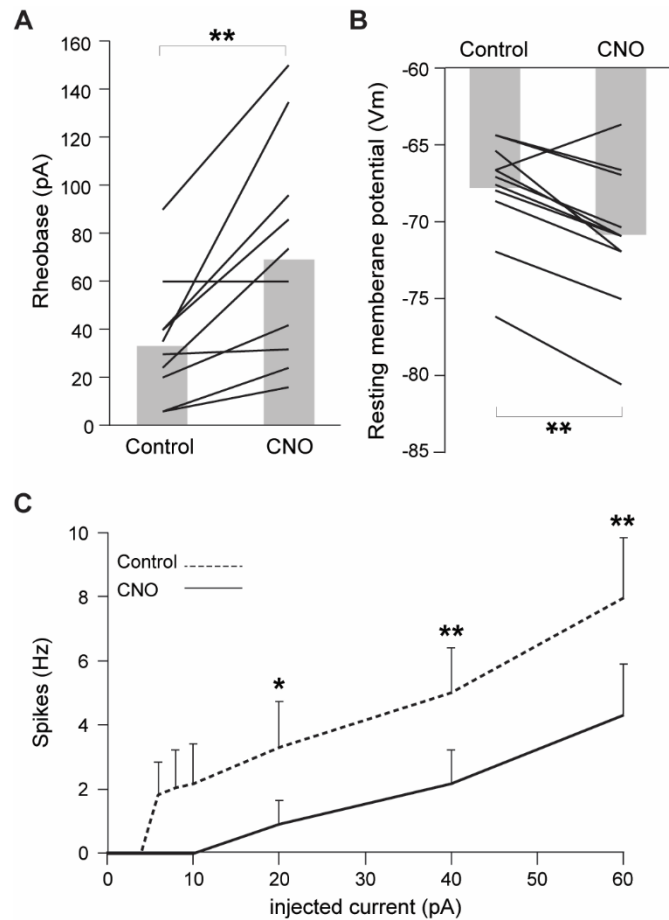 A
**
160
140
120
100
80
60
40
20
0
Rheobase (pA)
Control CNO
B
Control CNO
-60
-65
-70
-75
-80
-85
Resting memberane potential (Vm)
**
C
10
8
6
4
2
0
Spikes (Hz)
Control
CNO
*
**
**
0 10 20 30 40 50 60
injected current (pA)